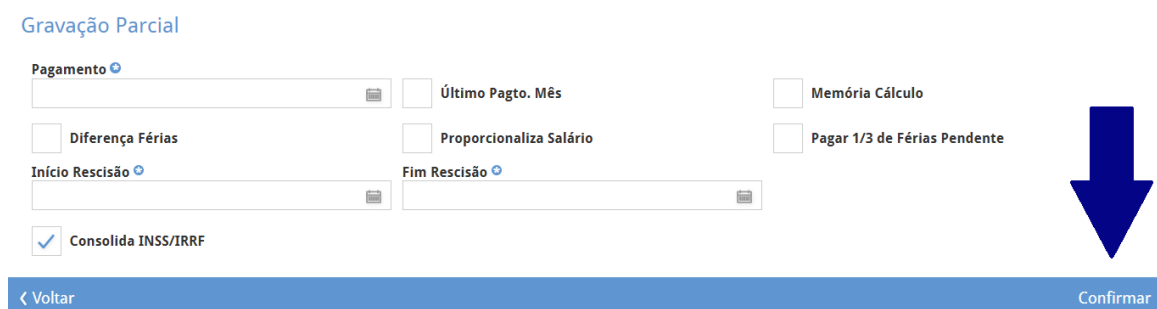 Gravação Parcial
Pagamento
Último Pagto. Mês
Memória Cálculo
Diferença Férias
Proporcionaliza Salário
Pagar 1/3 de Férias Pendente
Início Rescisão
Fim Rescisão
Consolida INSS/IRRF
Voltar
Confirmar